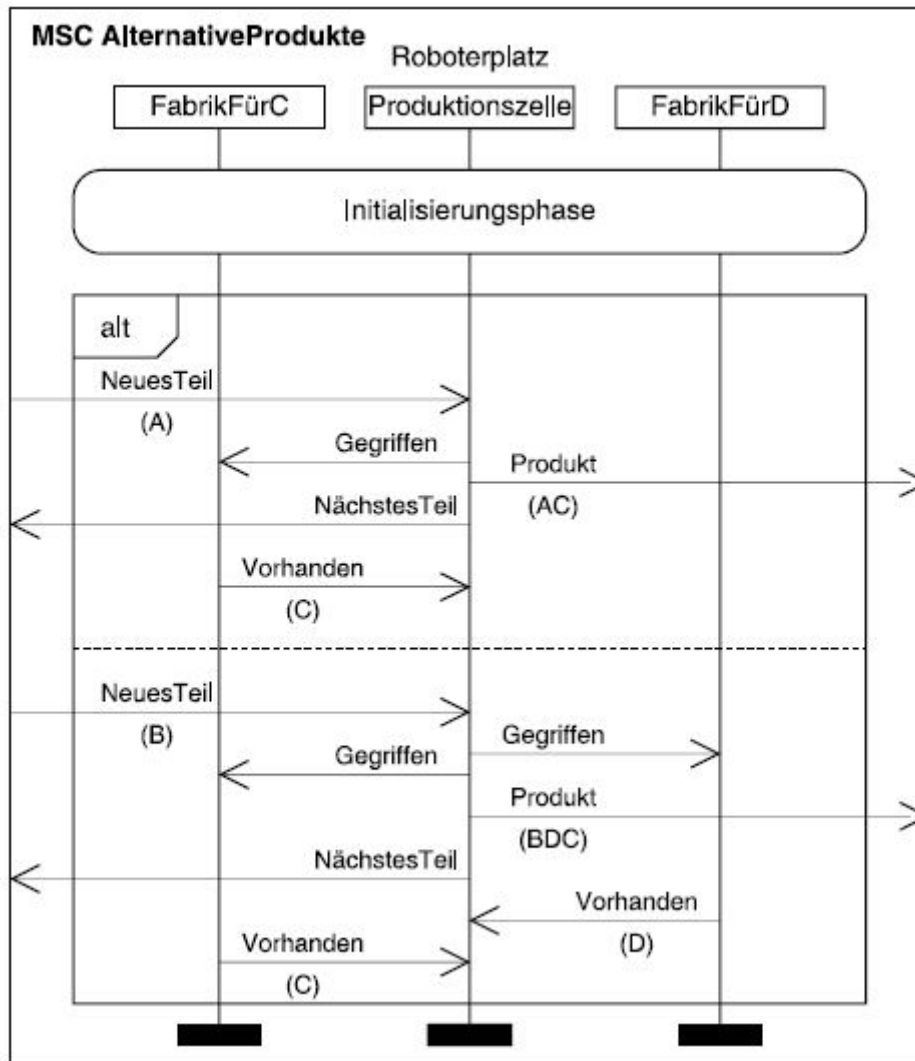 MSC AlternativeProdukte
Roboterplatz
FabrikFürC
Produktionszelle
FabrikFürD
Initialisierungsphase
alt
NeuesTeil
(A)
Gegriffen
Produkt
(AC)
NächstesTeil
Vorhanden
(C)
NeuesTeil
(B)
Gegriffen
Gegriffen
Produkt
(BDC)
NächstesTeil
Vorhanden
(D)
Vorhanden
(C)